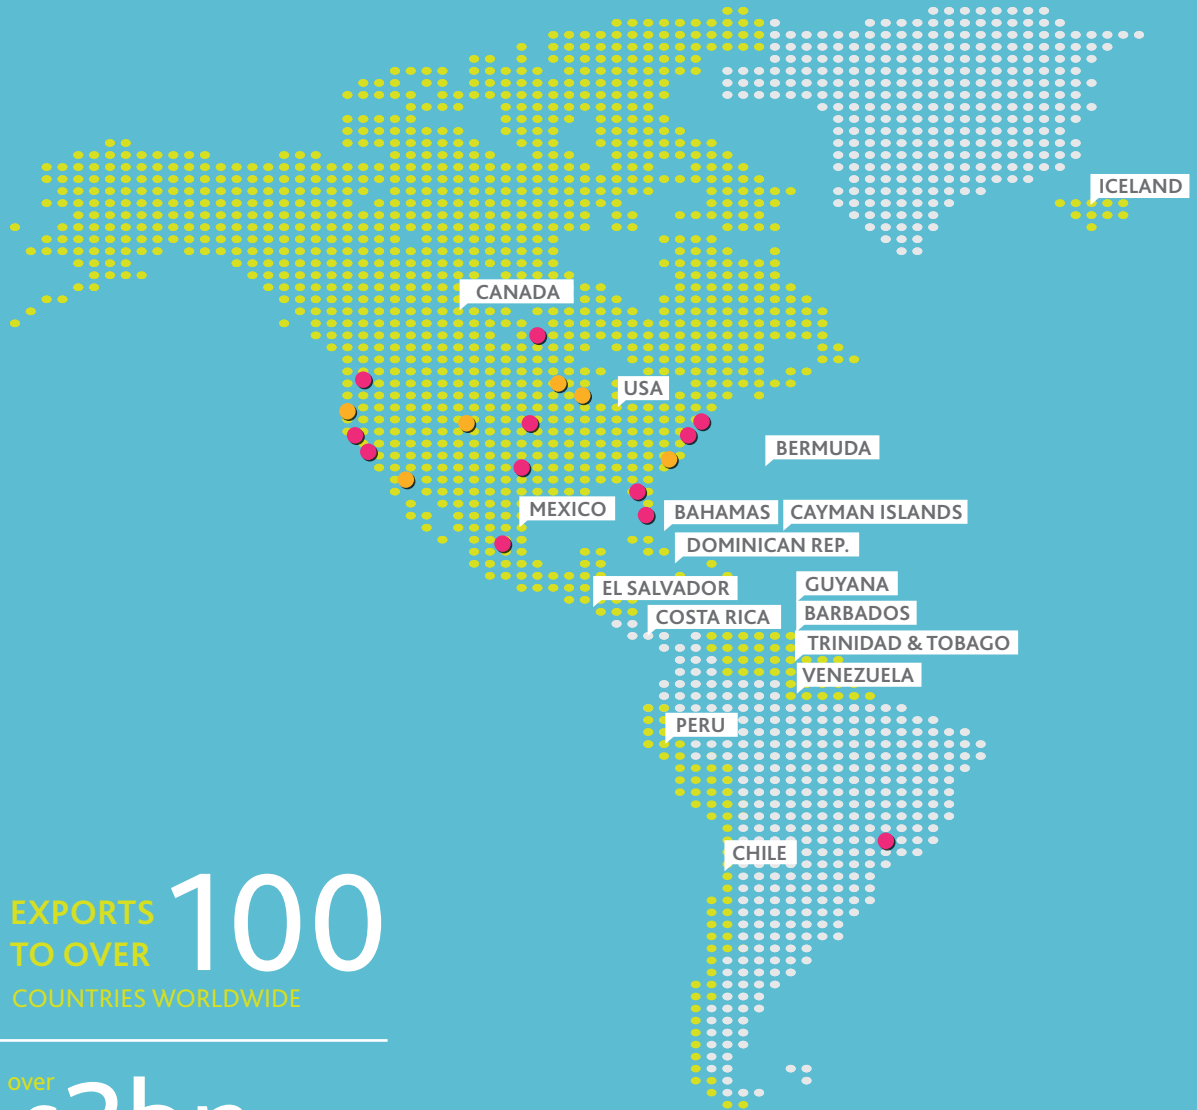 ICELAND
CANADA
USA
BERMUDA
MEXICO
BAHAMAS
CAYMAN ISLANDS
DOMINICAN REP.
EL SALVADOR
GUYANA
COSTA RICA
BARBADOS
TRINIDAD & TOBAGO
VENEZUELA
PERU
CHILE
EXPORTS
TO OVER
100
COUNTRIES WORLDWIDE
over